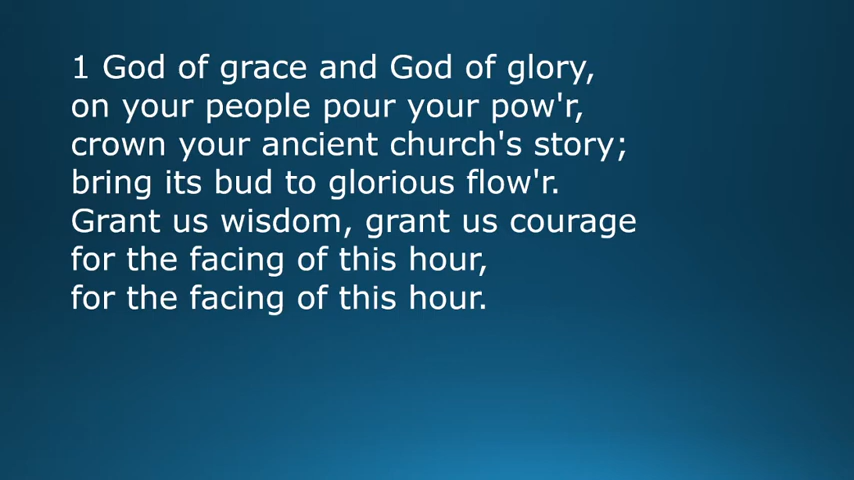 1 God of grace and God of glory,
on your people pour your pow'r,
crown your ancient church's story;
bring its bud to glorious flow'r.
Grant us wisdom, grant us courage
for the facing of this hour,
for the facing of this hour.